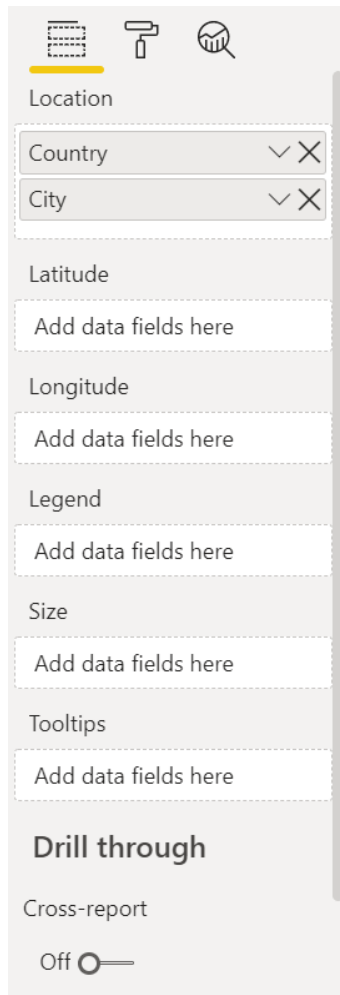 Location
Country
City
Latitude
Add data fields here
Longitude
Add data fields here
Legend
Add data fields here
Size
Add data fields here
Tooltips
Add data fields here
Drill through
Cross-report
Off